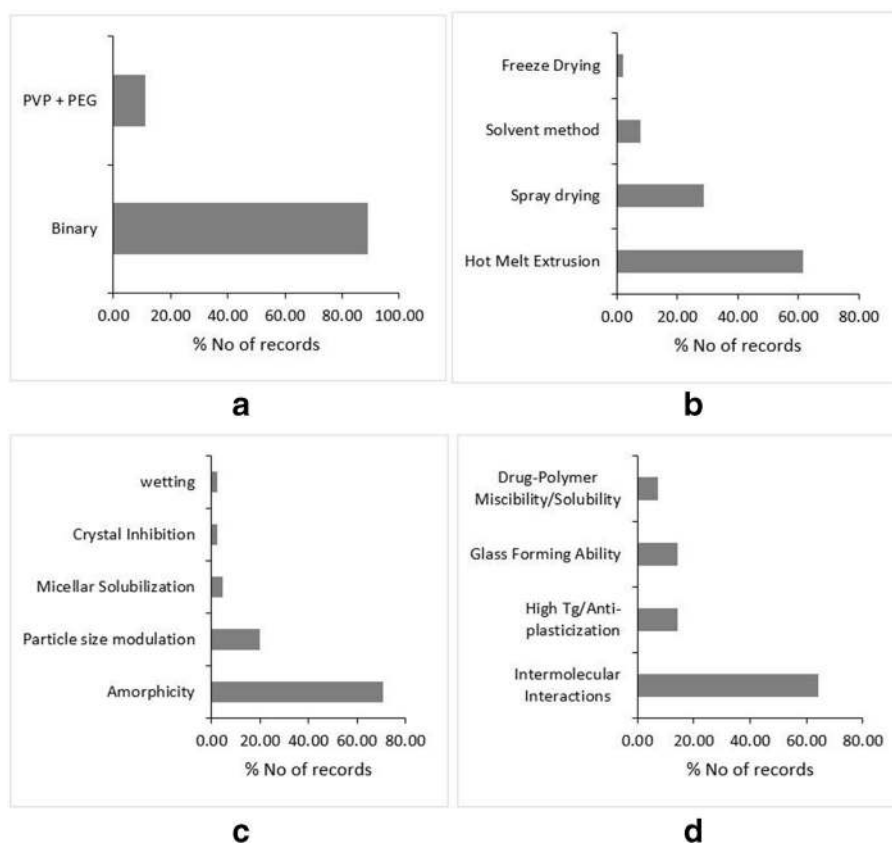 PVP + PEG
Binary
0.00 20.00 40.00 60.00 80.00 100.00
% No of records
a
Freeze Drying
Solvent method
Spray drying
Hot Melt Extrusion
0.00 20.00 40.00 60.00 80.00
% No of records
b
wetting
Crystal Inhibition
Micellar Solubilization
Particle size modulation
Amorphicity
0.00 20.00 40.00 60.00 80.00
% No of records
c
Drug-Polymer
Miscibility/Solubility
Glass Forming Ability
High Tg/Anti-
plasticization
Intermolecular
Interactions
0.00 20.00 40.00 60.00 80.00
% No of records
d